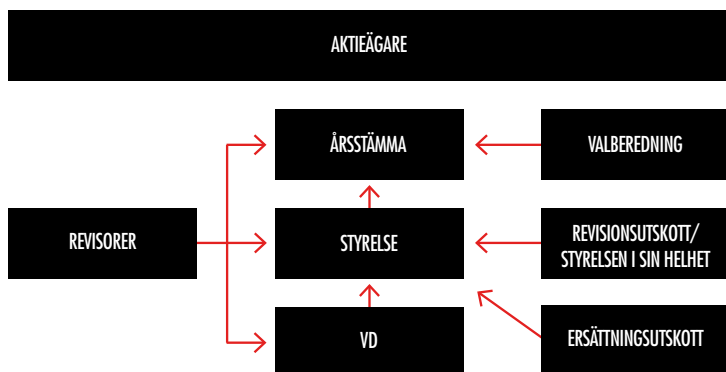 AKTIEÄGARE
ÅRSSTÄMMA
VALBEREDNING
REVISORER
STYRELSE
REVISIONSUTSKOTT/
STYRELSEN I SIN HELHET
VD
ERSÄTTNINGSUTSKOTT